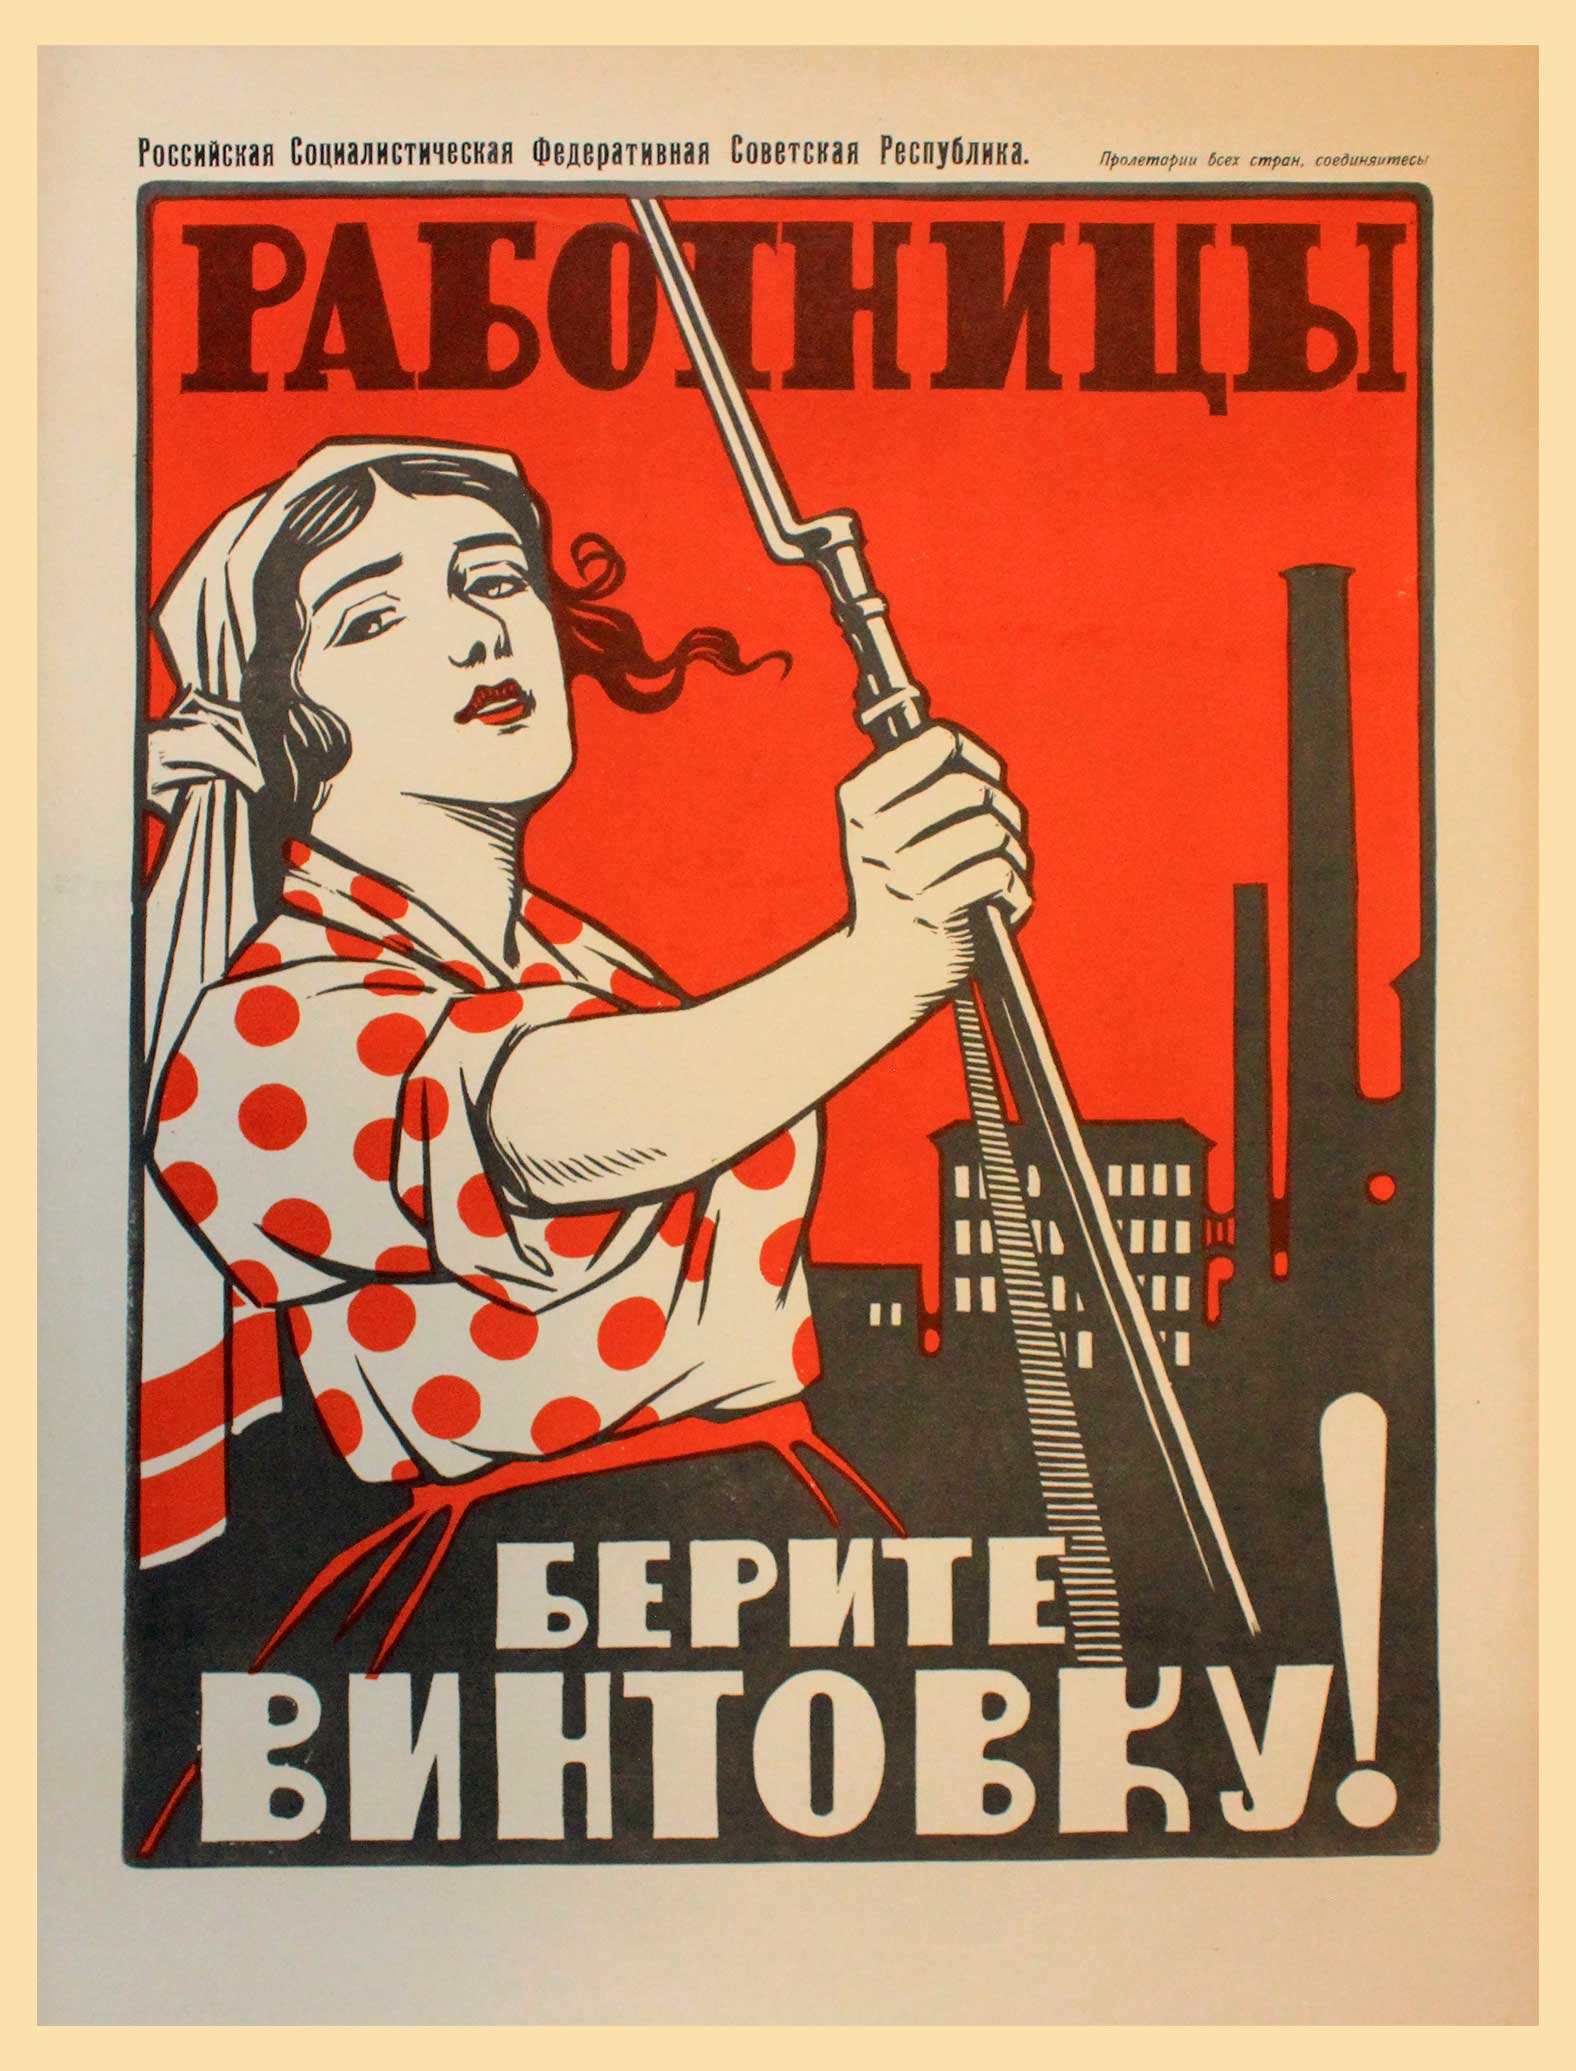 Российская Социалистическая Федеративная Советская Республика.
Пролетарии всех стран, соединяйтесь!
РАБОТНИЦЫ
БЕРИТЕ
ВИНТОВКУ!